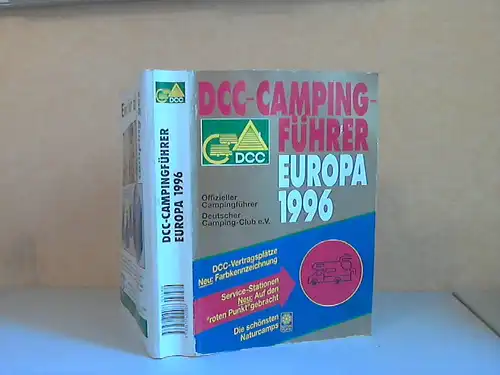 DCC-CAMPING-
FÜHRER
EUROPA
1996
DCC
Offizieller
Campingführer
Deutscher
Camping-Club e.V.
DCC-Vertragsplätze
Neu: Farbkennzeichnung
Service-Stationen
Neu: Auf den
"roten Punkt" gebracht
Die schönsten
Naturcamps
DCC
DCC-CAMPINGFÜHRER
EUROPA 1996